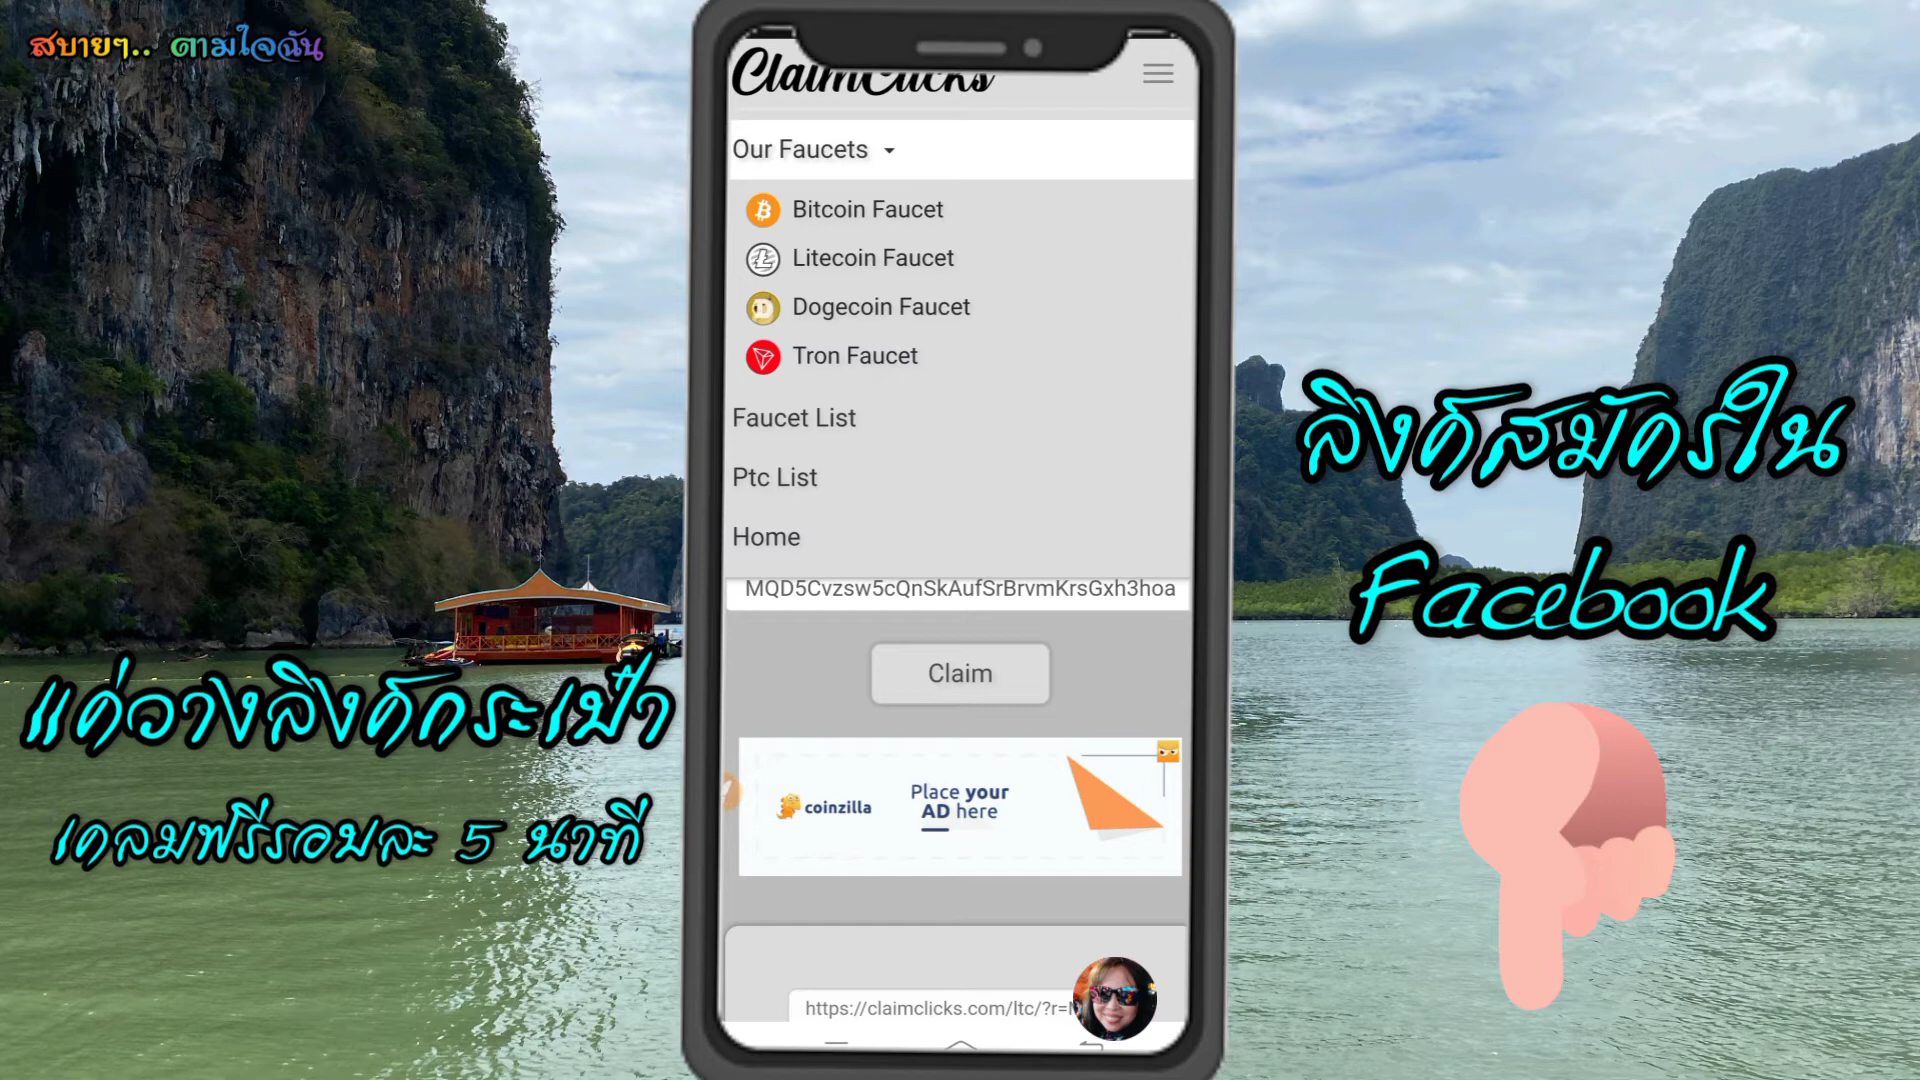 สบายๆ.. ตามใจฉัน
ClaimClicks
Our Faucets
Bitcoin Faucet
Litecoin Faucet
Dogecoin Faucet
Tron Faucet
Faucet List
Ptc List
Home
MQD5Cvzsw5cQnSkAufSrBrvmKrsGxh3hoa
Claim
coinzilla
Place your
AD here
https://claimclicks.com/ltc/?r=
แค่วางลิงค์กระเป๋า
เคลมฟรีรอบละ 5 นาที
ลิงค์สมัครใน
Facebook